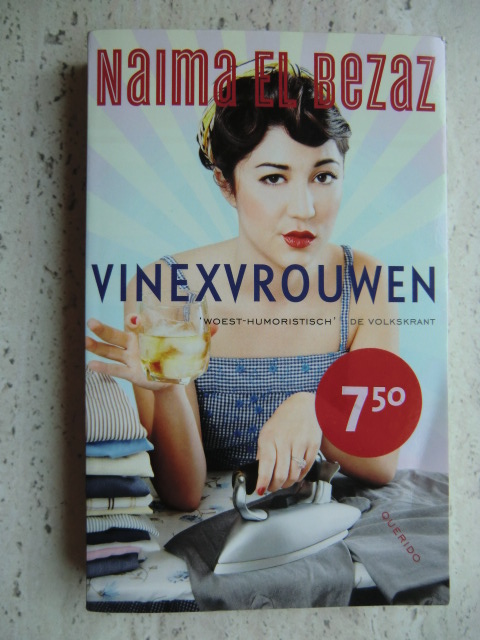 Naima El Bezaz
VINEXVROUWEN
'WOEST-HUMORISTISCH' DE VOLKSKRANT
7 50
QUERIDO